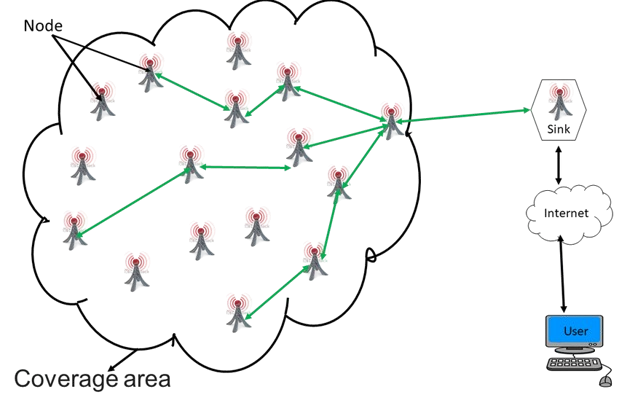 Node
Sink
Internet
User
Coverage area